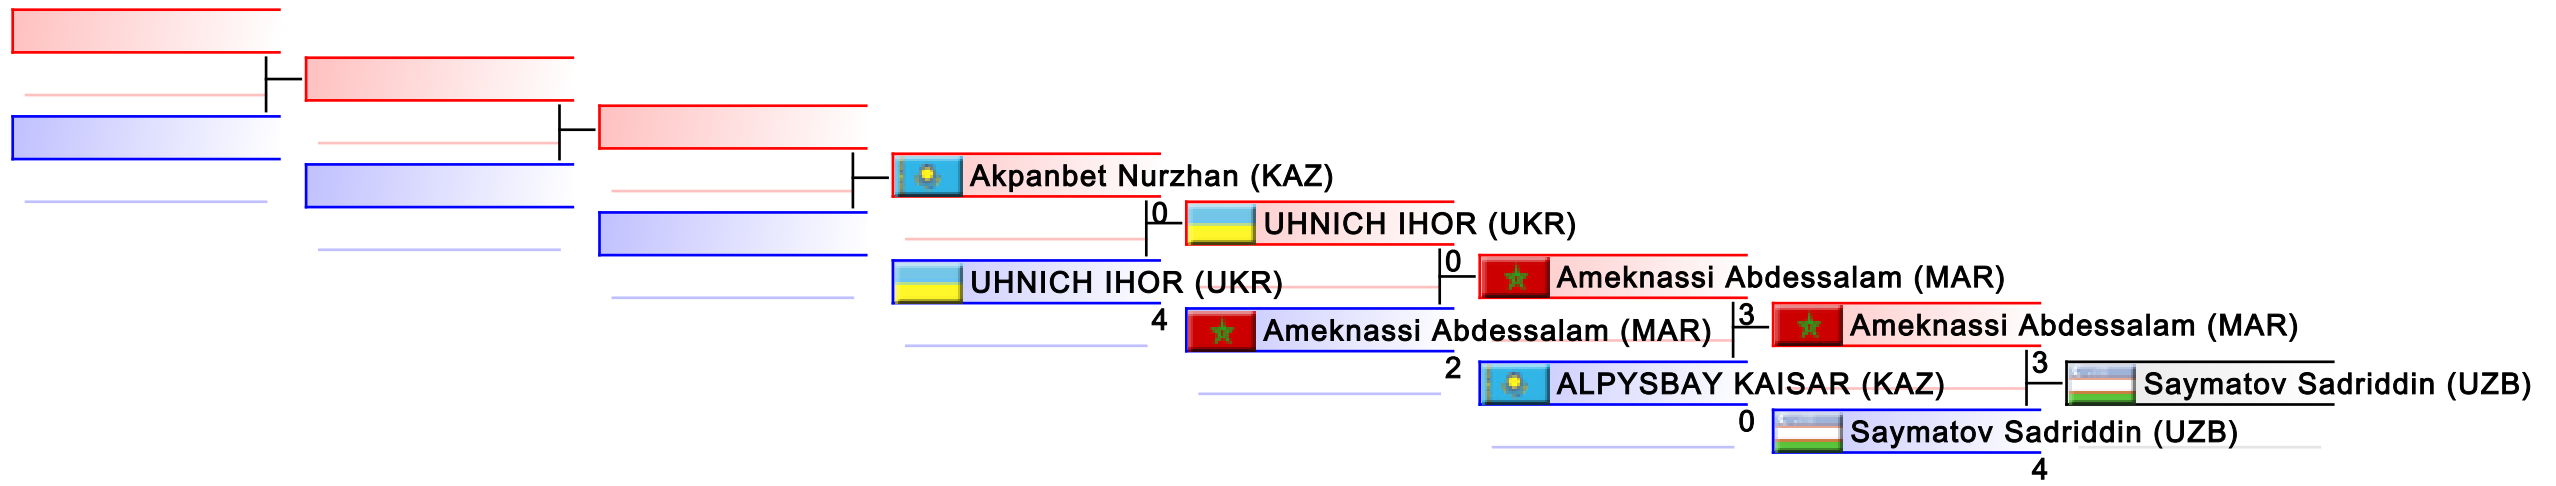 Akpanbet Nurzhan (KAZ)
0
UHNICH IHOR (UKR)
4
UHNICH IHOR (UKR)
0
Ameknassi Abdessalam (MAR)
2
Ameknassi Abdessalam (MAR)
3
ALPYSBAY KAISAR (KAZ)
0
Ameknassi Abdessalam (MAR)
3
Saymatov Sadriddin (UZB)
4
Saymatov Sadriddin (UZB)